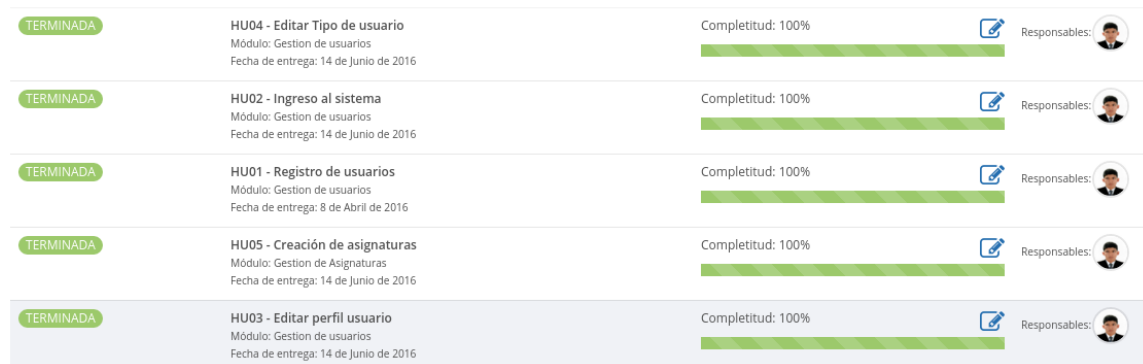 TERMINADA
HU04 - Editar Tipo de usuario
Módulo: Gestion de usuarios
Fecha de entrega: 14 de Junio de 2016
Completitud: 100%
Responsables:
TERMINADA
HU02 - Ingreso al sistema
Módulo: Gestion de usuarios
Fecha de entrega: 14 de Junio de 2016
Completitud: 100%
Responsables:
TERMINADA
HU01 - Registro de usuarios
Módulo: Gestion de usuarios
Fecha de entrega: 8 de Abril de 2016
Completitud: 100%
Responsables:
TERMINADA
HU05 - Creación de asignaturas
Módulo: Gestion de Asignaturas
Fecha de entrega: 14 de Junio de 2016
Completitud: 100%
Responsables:
TERMINADA
HU03 - Editar perfil usuario
Módulo: Gestion de usuarios
Fecha de entrega: 14 de Junio de 2016
Completitud: 100%
Responsables: